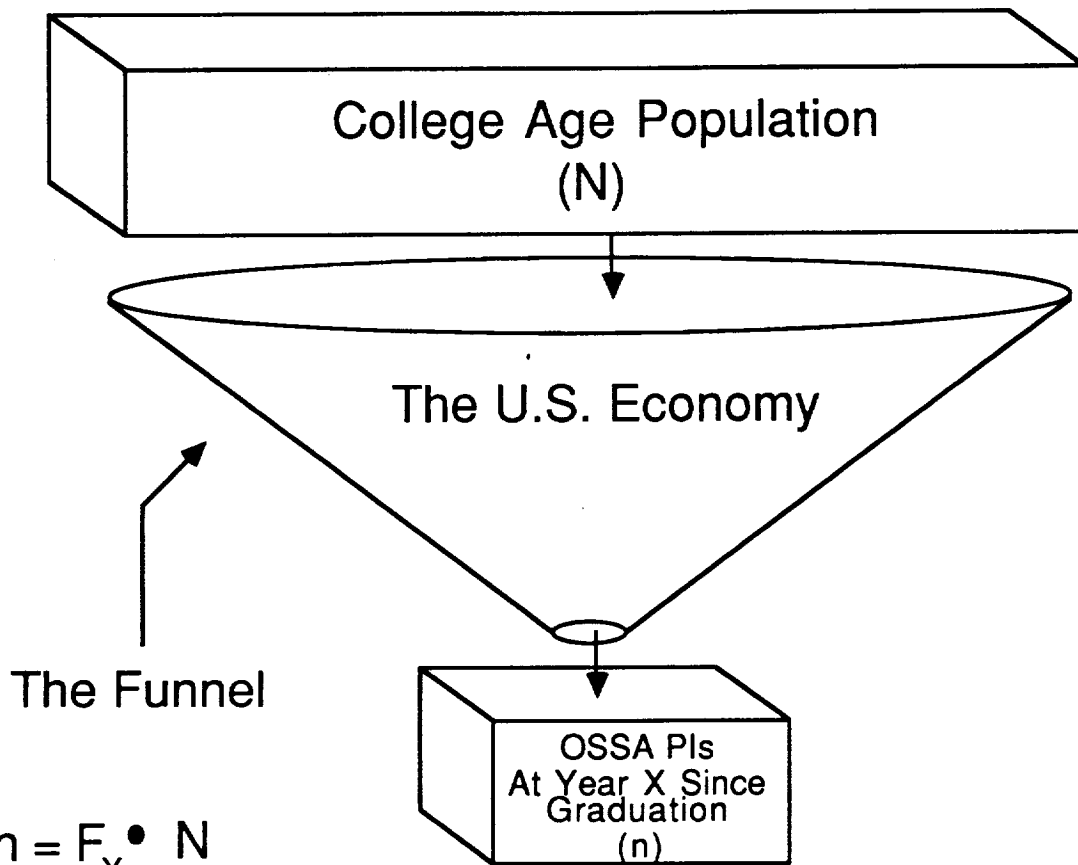 College Age Population
(N)
The U.S. Economy
The Funnel
OSSA PIs
At Year X Since
Graduation
(n)
n = Fₓ • N